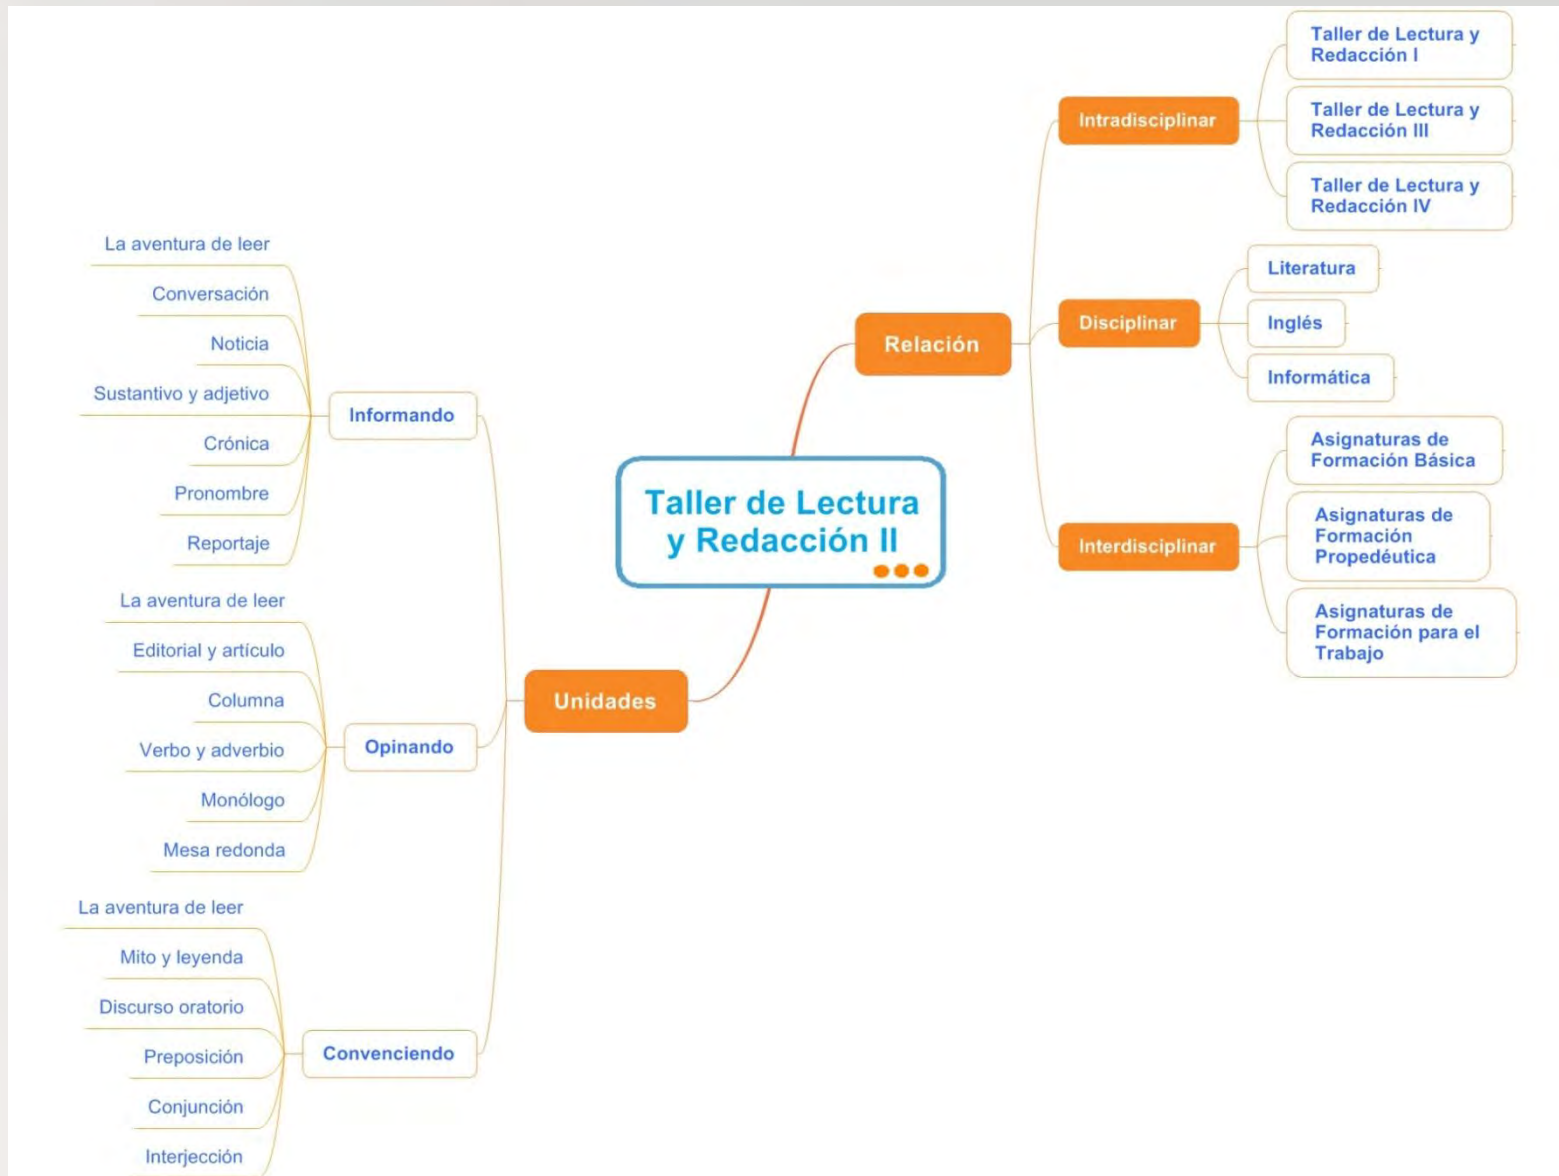 Taller de Lectura
y Redacción II
Relación
Intradisciplinar
Taller de Lectura y
Redacción I
Taller de Lectura y
Redacción III
Taller de Lectura y
Redacción IV
Disciplinar
Literatura
Inglés
Informática
Interdisciplinar
Asignaturas de
Formación Básica
Asignaturas de
Formación
Propedéutica
Asignaturas de
Formación para el
Trabajo
Unidades
Informando
La aventura de leer
Conversación
Noticia
Sustantivo y adjetivo
Crónica
Pronombre
Reportaje
Opinando
La aventura de leer
Editorial y artículo
Columna
Verbo y adverbio
Monólogo
Mesa redonda
Convenciendo
La aventura de leer
Mito y leyenda
Discurso oratorio
Preposición
Conjunción
Interjección